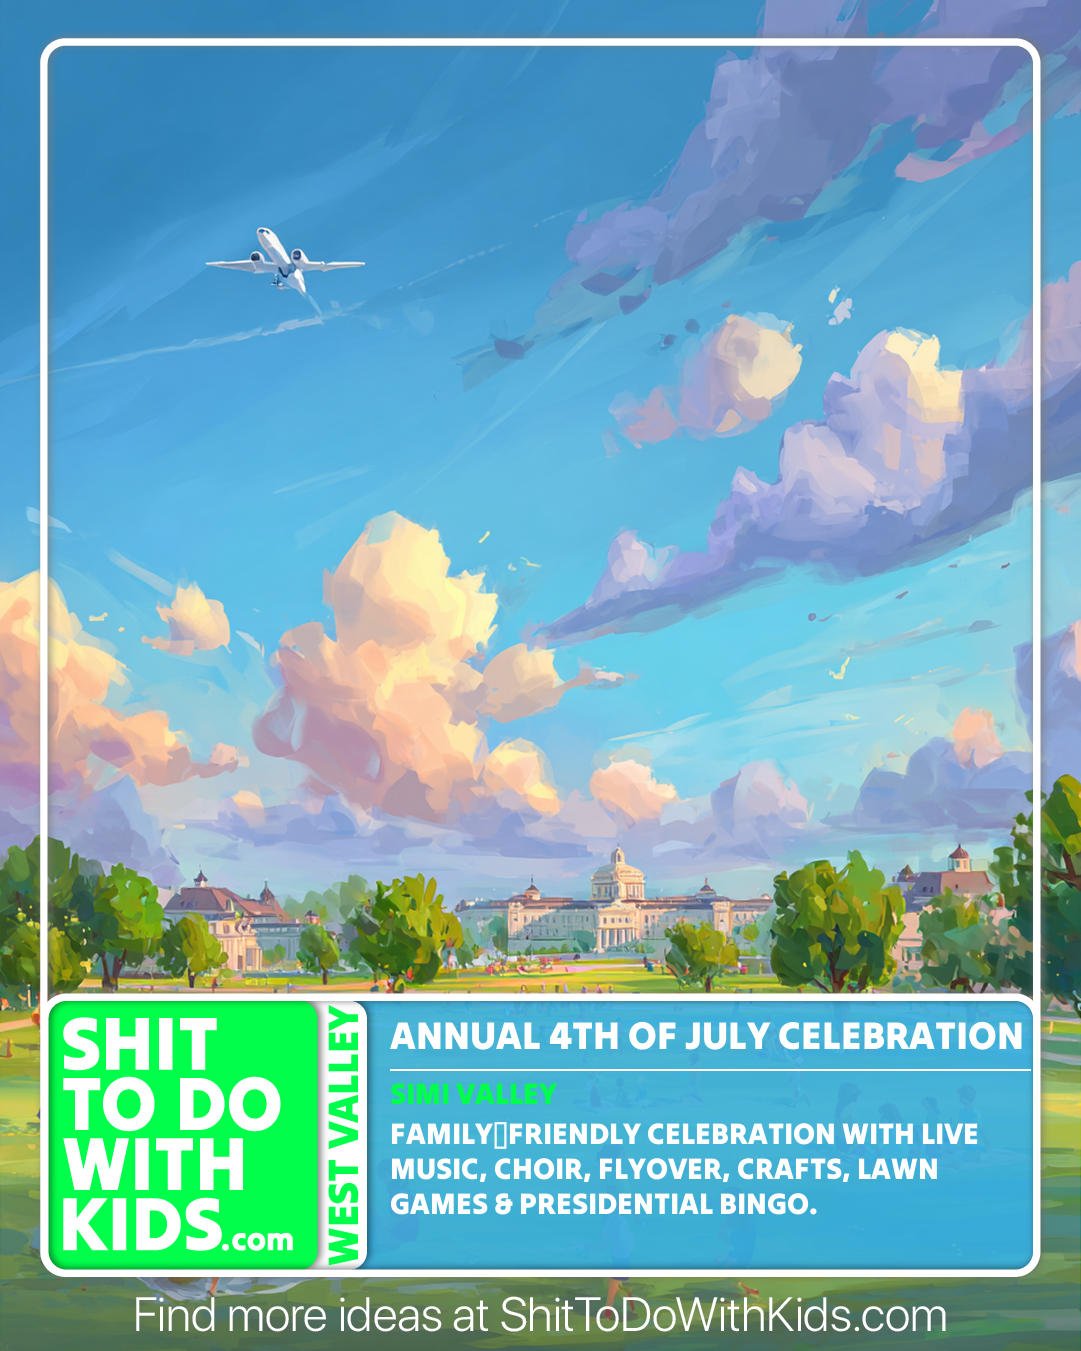 SHIT
TO DO
WITH
KIDS.com
WEST VALLEY
ANNUAL 4TH OF JULY CELEBRATION
SIMI VALLEY
FAMILY▯FRIENDLY CELEBRATION WITH LIVE
MUSIC, CHOIR, FLYOVER, CRAFTS, LAWN
GAMES & PRESIDENTIAL BINGO.
Find more ideas at ShitToDoWithKids.com